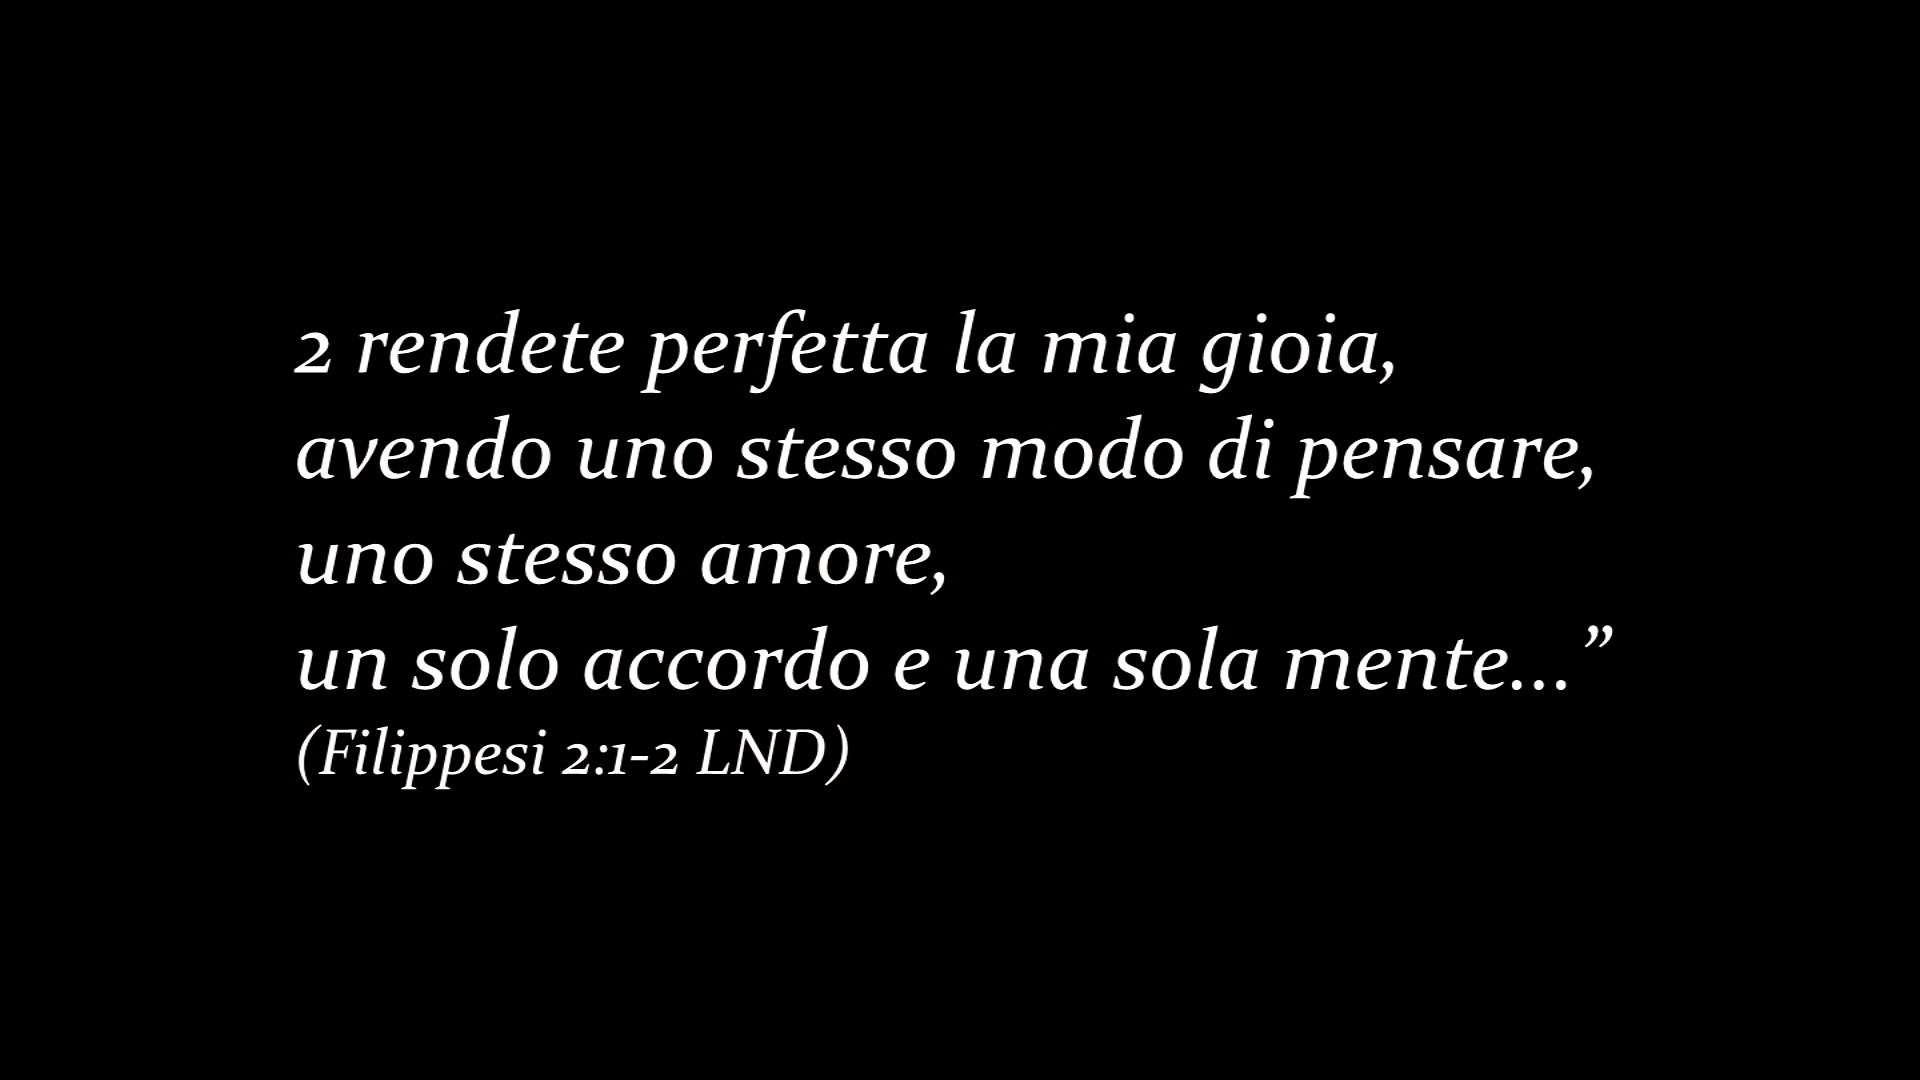 2 rendete perfetta la mia gioia,
avendo uno stesso modo di pensare,
uno stesso amore,
un solo accordo e una sola mente...”
(Filippesi 2:1-2 LND)